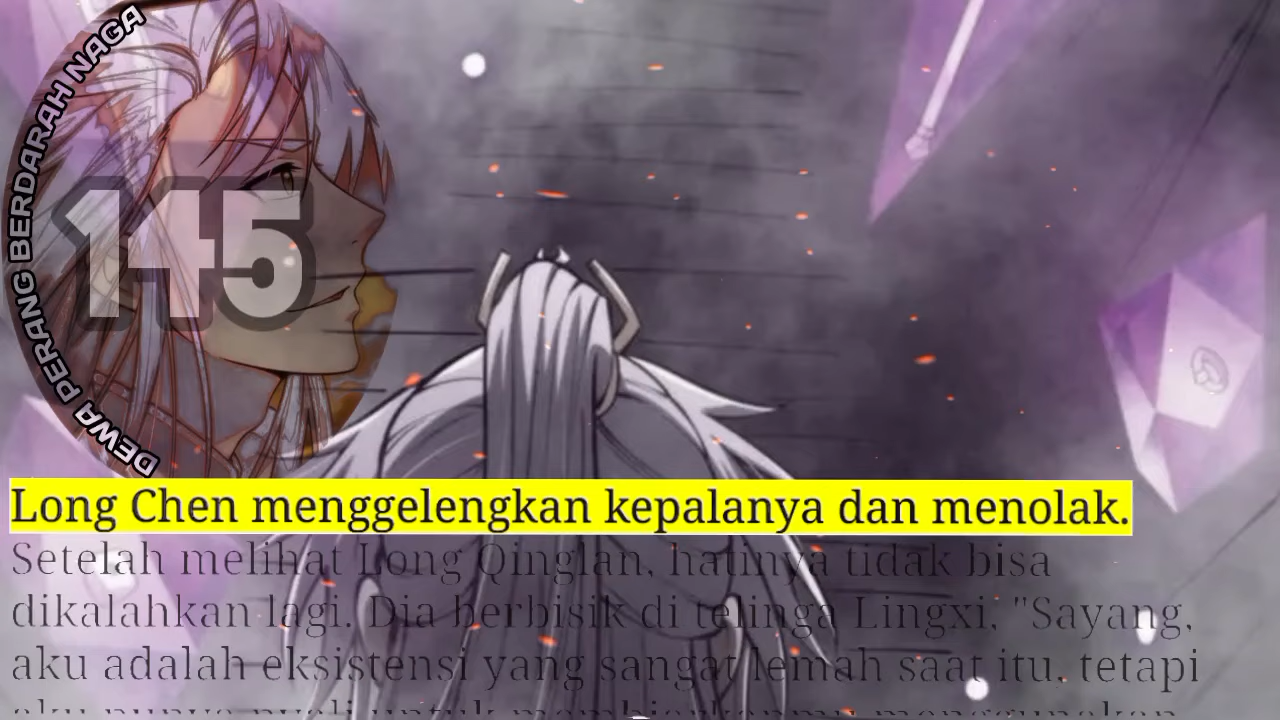 DEWA PERANG BERDARAH NAGA
115
Long Chen menggelengkan kepalanya dan menolak.
Setelah melihat Long Qinglan, hatinya tidak bisa
dikalahkan lagi. Dia berbisik di telinga Lingxi, "Sayang,
aku adalah eksistensi yang sangat lemah saat itu, tetapi